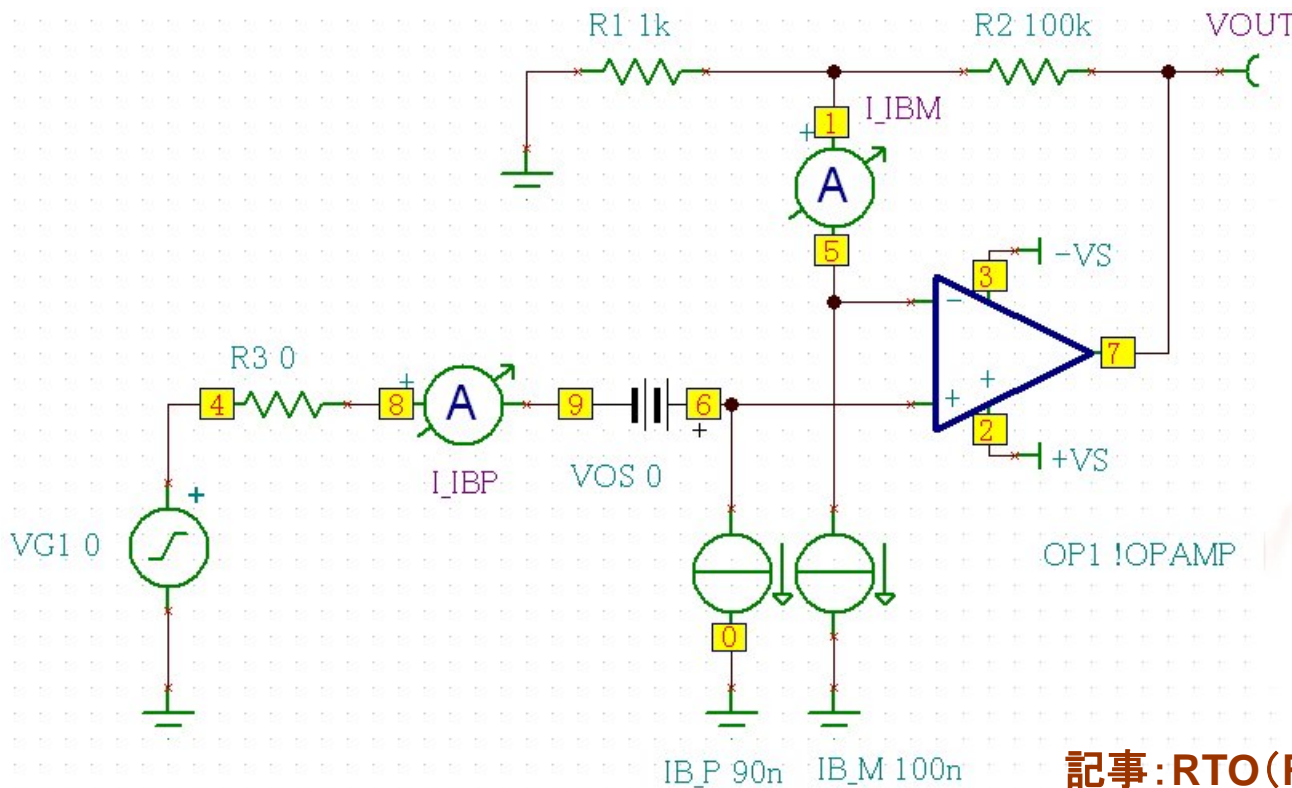 R1 1k
R2 100k
VOUT
I_IBM
+
1
A
5
3
-VS
-
7
R3 0
+
4
8
A
9
6
+
+
+
2
+VS
I_IBP
VOS 0
+
VG1 0
OP1 !OPAMP
0
IB_P 90n
IB_M 100n
記事:RTO(